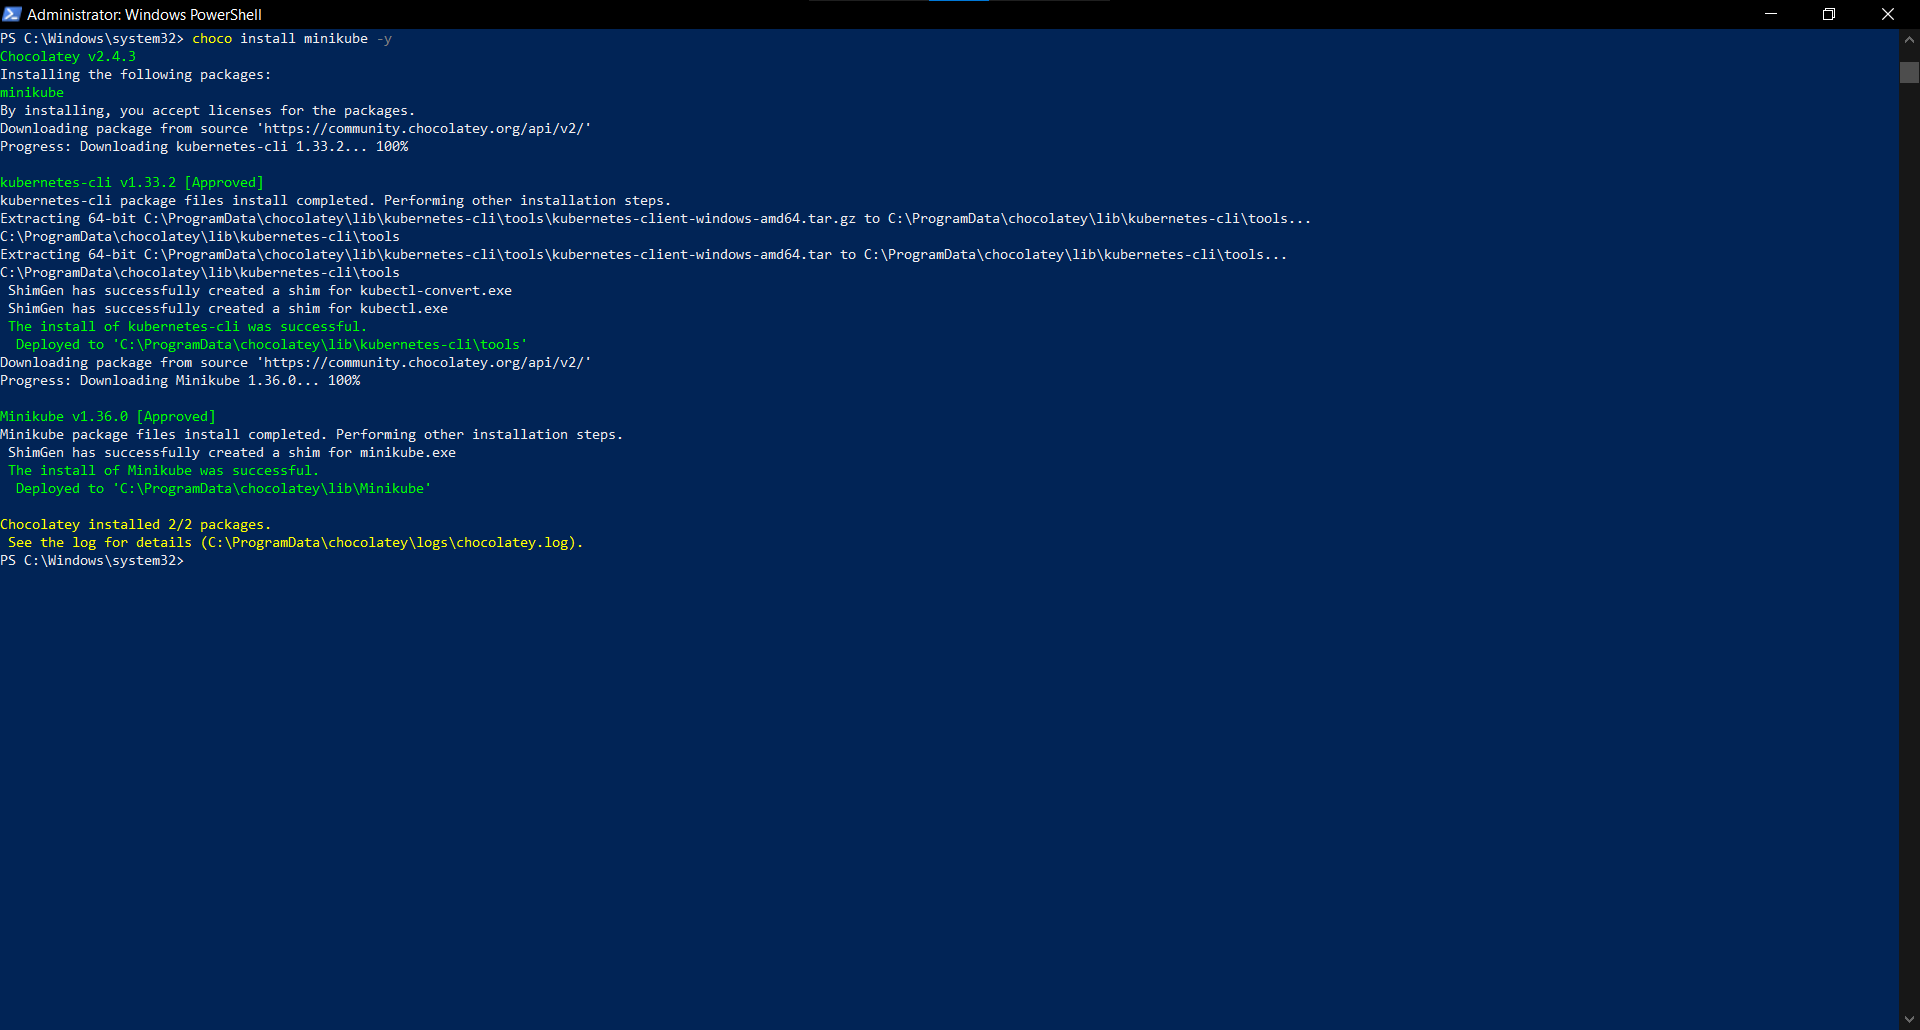 Administrator: Windows PowerShell
PS C:\Windows\system32> choco install minikube -y
Chocolatey v2.4.3
Installing the following packages:
minikube
By installing, you accept licenses for the packages.
Downloading package from source 'https://community.chocolatey.org/api/v2/'
Progress: Downloading kubernetes-cli 1.33.2... 100%
kubernetes-cli v1.33.2 [Approved]
kubernetes-cli package files install completed. Performing other installation steps.
Extracting 64-bit C:\ProgramData\chocolatey\lib\kubernetes-cli\tools\kubernetes-client-windows-amd64.tar.gz to C:\ProgramData\chocolatey\lib\kubernetes-cli\tools...
C:\ProgramData\chocolatey\lib\kubernetes-cli\tools
Extracting 64-bit C:\ProgramData\chocolatey\lib\kubernetes-cli\tools\kubernetes-client-windows-amd64.tar to C:\ProgramData\chocolatey\lib\kubernetes-cli\tools...
C:\ProgramData\chocolatey\lib\kubernetes-cli\tools
 ShimGen has successfully created a shim for kubectl-convert.exe
 ShimGen has successfully created a shim for kubectl.exe
 The install of kubernetes-cli was successful.
  Deployed to 'C:\ProgramData\chocolatey\lib\kubernetes-cli\tools'
Downloading package from source 'https://community.chocolatey.org/api/v2/'
Progress: Downloading Minikube 1.36.0... 100%
Minikube v1.36.0 [Approved]
Minikube package files install completed. Performing other installation steps.
 ShimGen has successfully created a shim for minikube.exe
 The install of Minikube was successful.
  Deployed to 'C:\ProgramData\chocolatey\lib\Minikube'
Chocolatey installed 2/2 packages.
 See the log for details (C:\ProgramData\chocolatey\logs\chocolatey.log).
PS C:\Windows\system32>